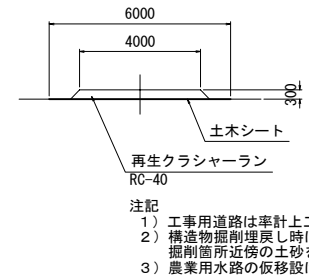 6000
4000
300
土木シート
再生クラッシャーラン
RC-40
注記
1）工事用道路は率計上
2）構造物掘削埋戻し時
掘削箇所近傍の土砂を
3）農業用水路の仮移設